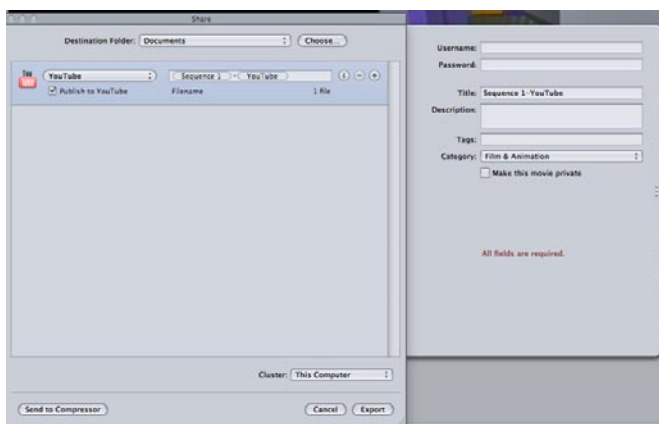 Share
Destination Folder: Documents Choose...
You Tube YouTube Sequence 1 - YouTube
Publish to YouTube Filename 1 file
Cluster: This Computer
Send to Compressor Cancel Export
Username:
Password:
Title: Sequence 1-YouTube
Description:
Tags:
Category: Film & Animation
Make this movie private
All fields are required.